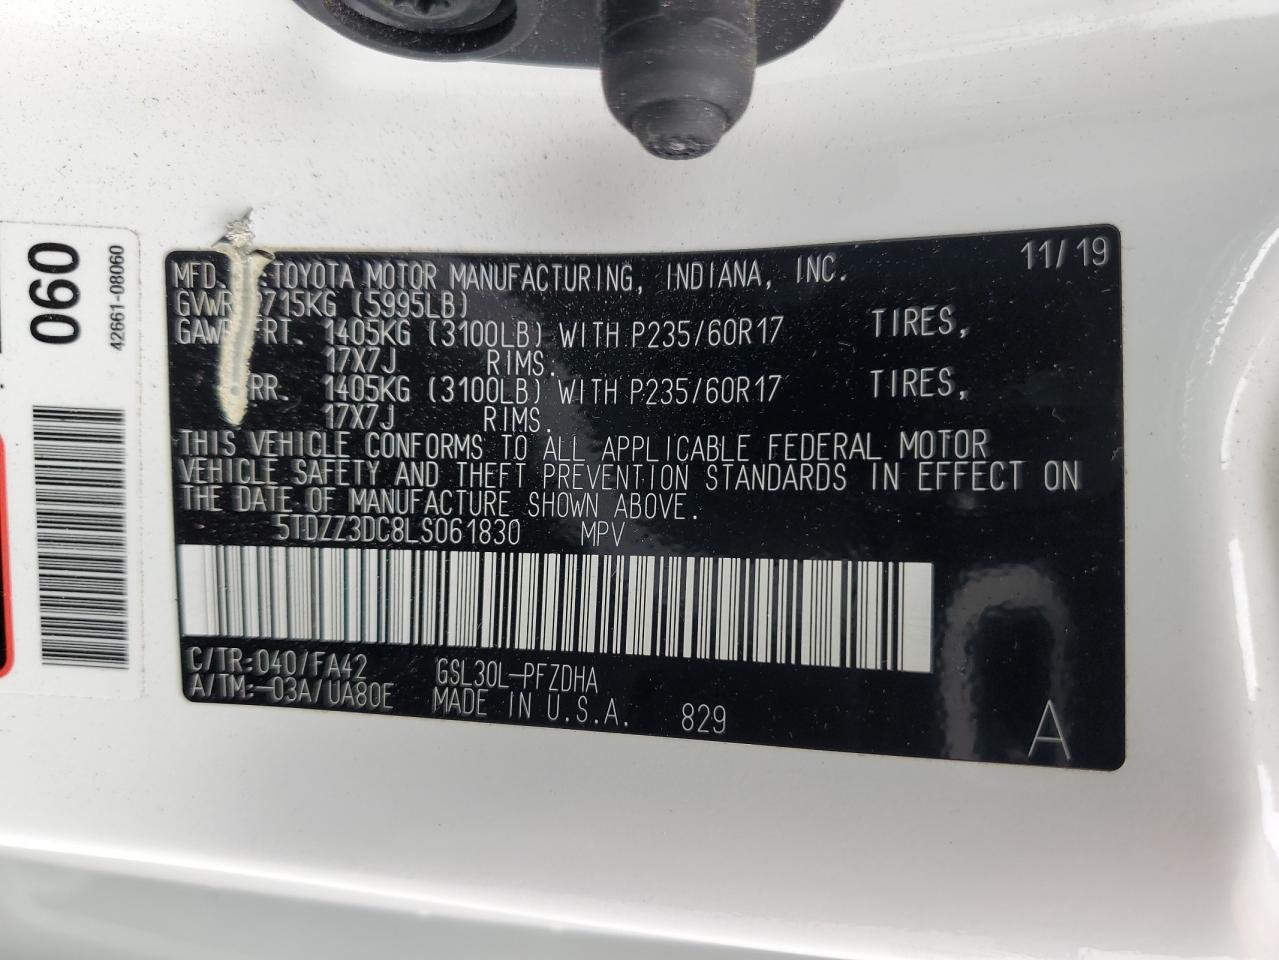 11/19
MFD. TOYOTA MOTOR MANUFACTURING, INDIANA, INC.
GVWR 2715KG (5995LB)
GAWR FRT. 1405KG (3100LB) WITH P235/60R17 TIRES,
17X7J RIMS.
RR. 1405KG (3100LB) WITH P235/60R17 TIRES,
17X7J RIMS.
THIS VEHICLE CONFORMS TO ALL APPLICABLE FEDERAL MOTOR
VEHICLE SAFETY AND THEFT PREVENTION STANDARDS IN EFFECT ON
THE DATE OF MANUFACTURE SHOWN ABOVE.
5TDZZ3DC8LS061830 MPV
C/TR:040/FA42 GSL30L-PFZDHA
A/TM:-03A/UA80E MADE IN U.S.A. 829
A
060
42661-08060